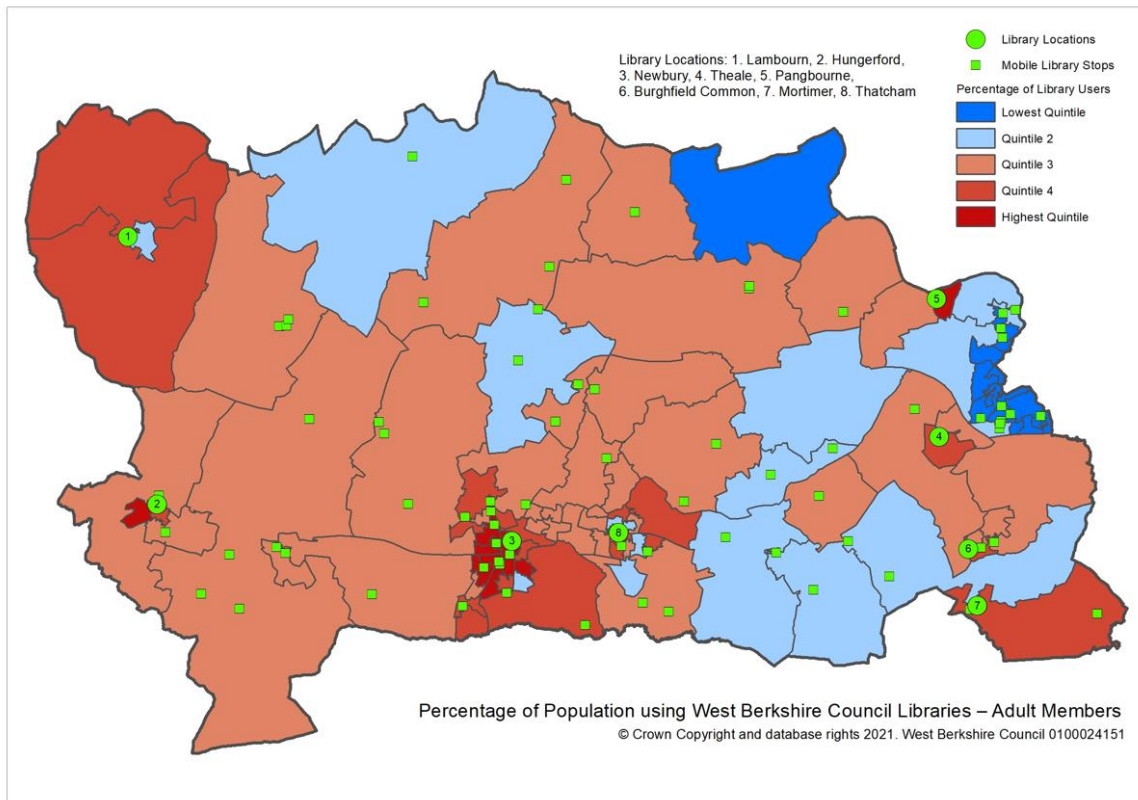 Library Locations: 1. Lambourn, 2. Hungerford,
3. Newbury, 4. Theale, 5. Pangbourne,
6. Burghfield Common, 7. Mortimer, 8. Thatcham
Library Locations
Mobile Library Stops
Percentage of Library Users
Lowest Quintile
Quintile 2
Quintile 3
Quintile 4
Highest Quintile
1
5
4
2
3
8
6
7
Percentage of Population using West Berkshire Council Libraries – Adult Members
© Crown Copyright and database rights 2021. West Berkshire Council 0100024151